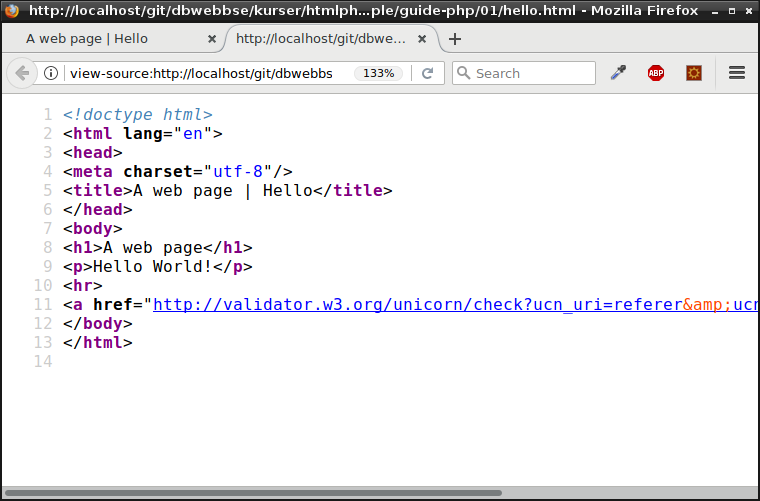 http://localhost/git/dbwebbse/kurser/htmlph...ple/guide-php/01/hello.html - Mozilla Firefox
A web page | Hello
http://localhost/git/dbwe...
view-source:http://localhost/git/dbwebbs 133% Search ABP
1 <!doctype html>
2 <html lang="en">
3 <head>
4 <meta charset="utf-8"/>
5 <title>A web page | Hello</title>
6 </head>
7 <body>
8 <h1>A web page</h1>
9 <p>Hello World!</p>
10 <hr>
11 <a href="http://validator.w3.org/unicorn/check?ucn_uri=referer&amp;ucn
12 </body>
13 </html>
14